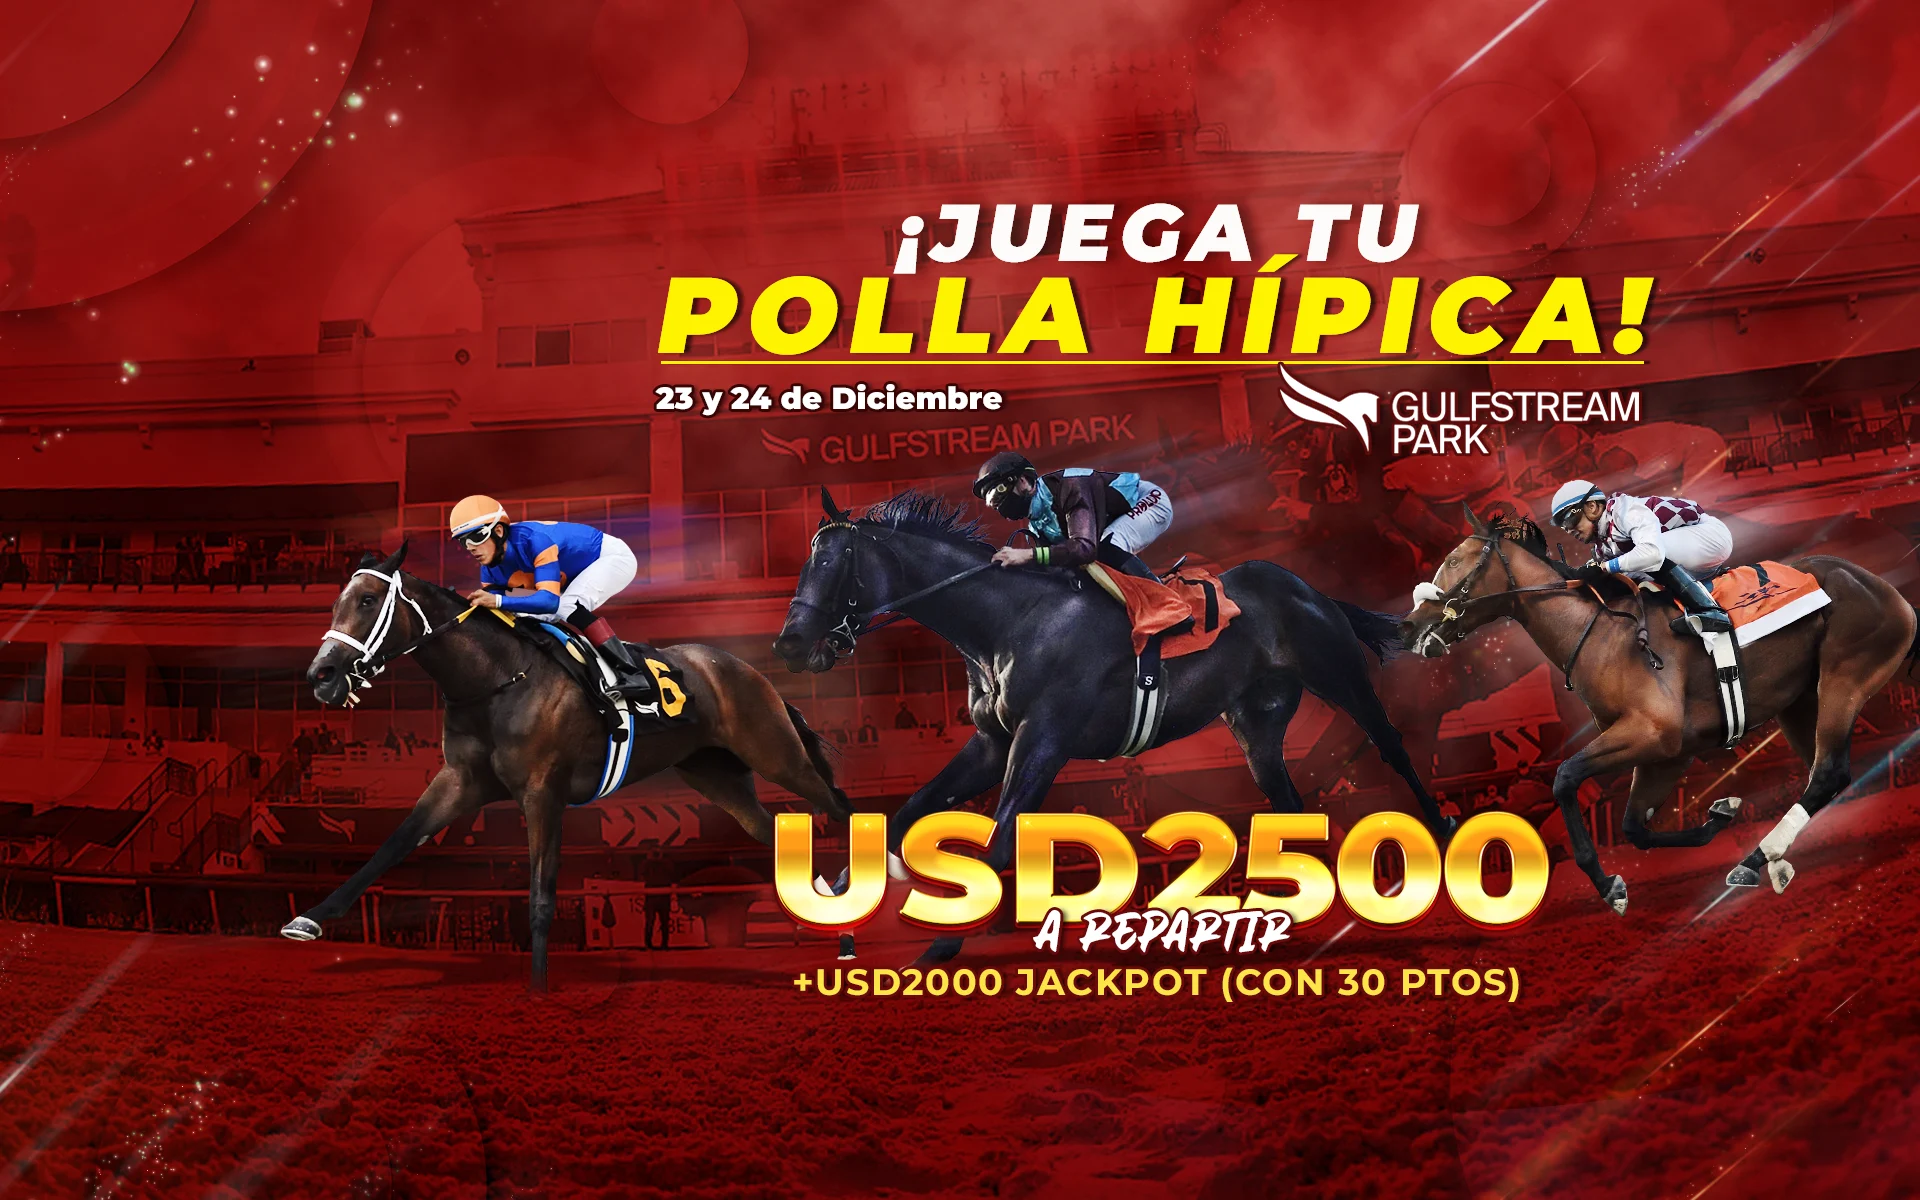 ¡JUEGA TU
POLLA HÍPICA!
23 y 24 de Diciembre
GULFSTREAM
PARK
GULFSTREAM PARK
USD2500
A REPARTIR
+USD2000 JACKPOT (CON 30 PTOS)